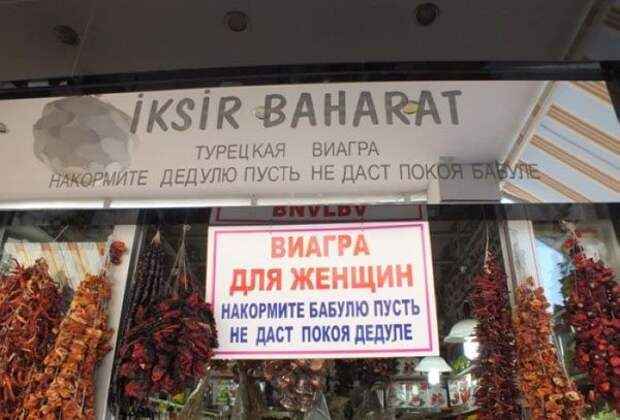 İKSİR BAHARAT
ТУРЕЦКАЯ ВИАГРА
НАКОРМИТЕ ДЕДУЛЮ ПУСТЬ НЕ ДАСТ ПОКОЯ БАБУЛЕ
ВИАГРА
ДЛЯ ЖЕНЩИН
НАКОРМИТЕ БАБУЛЮ ПУСТЬ
НЕ ДАСТ ПОКОЯ ДЕДУЛЕ